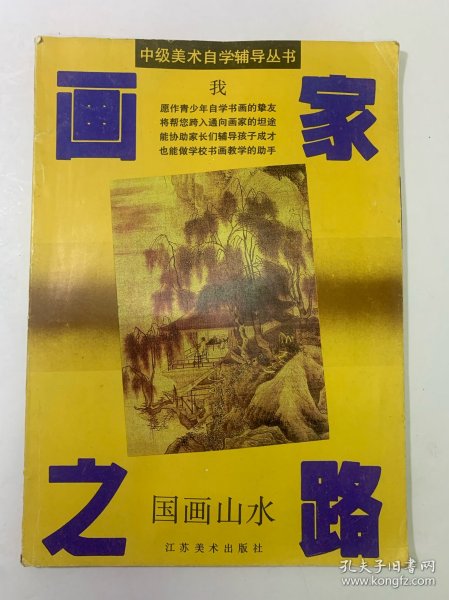 中级美术自学辅导丛书
画家
我
愿作青少年自学书画的挚友
将帮您跨入通向画家的坦途
能协助家长们辅导孩子成才
也能做学校书画教学的助手
之路
国画山水
江苏美术出版社
孔夫子旧书网
www.kongfz.com